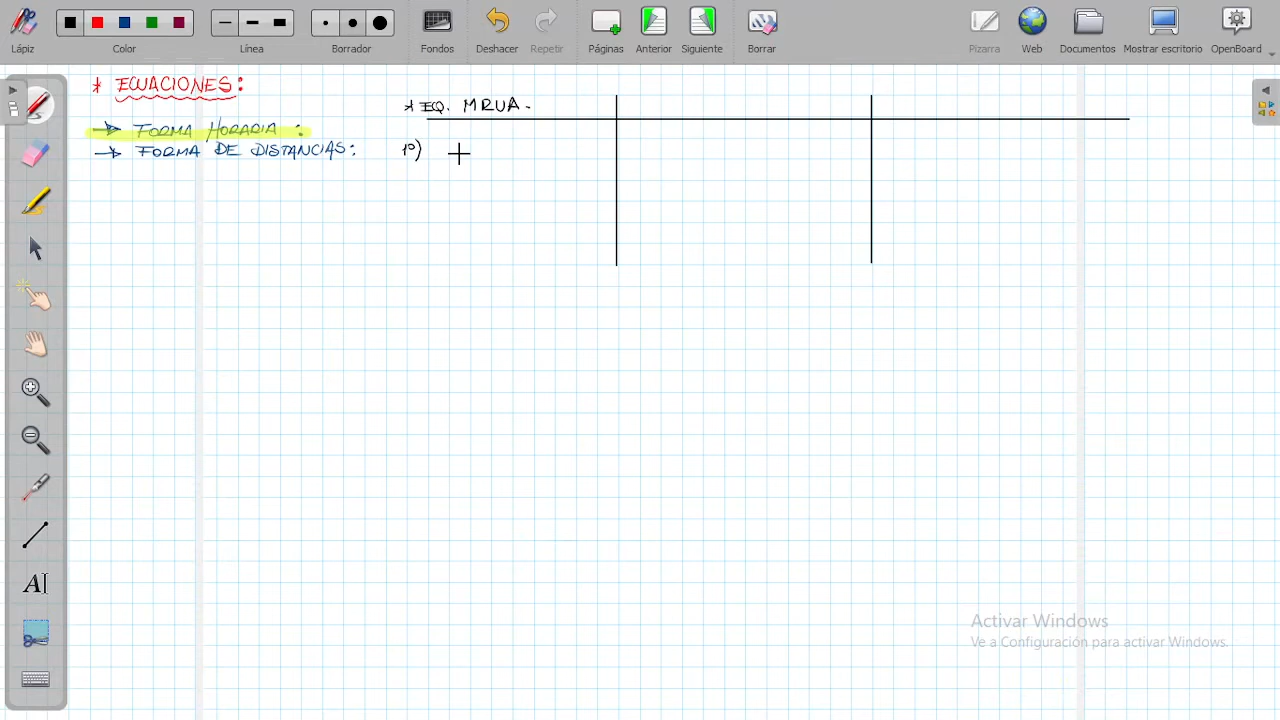 Lápiz
Color
Línea
Borrador
Fondos
Deshacer
Repetir
Páginas
Anterior
Siguiente
Borrar
Pizarra
Web
Documentos
Mostrar escritorio
OpenBoard
* ECUACIONES:
→ FORMA HORARIA :
→ FORMA DE DISTANCIAS:
* EQ. MRUA.
1º)
A
Activar Windows
Ve a Configuración para activar Windows.